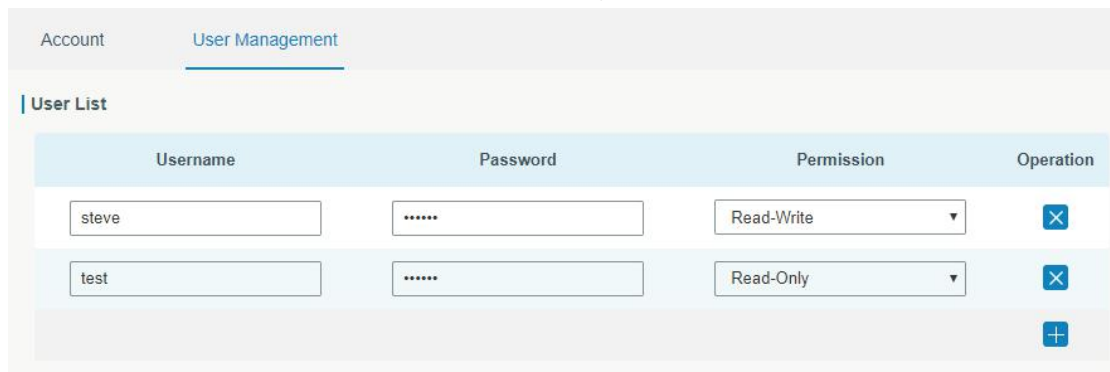 Account User Management
User List
Username Password Permission Operation
steve •••••• Read-Write
test •••••• Read-Only